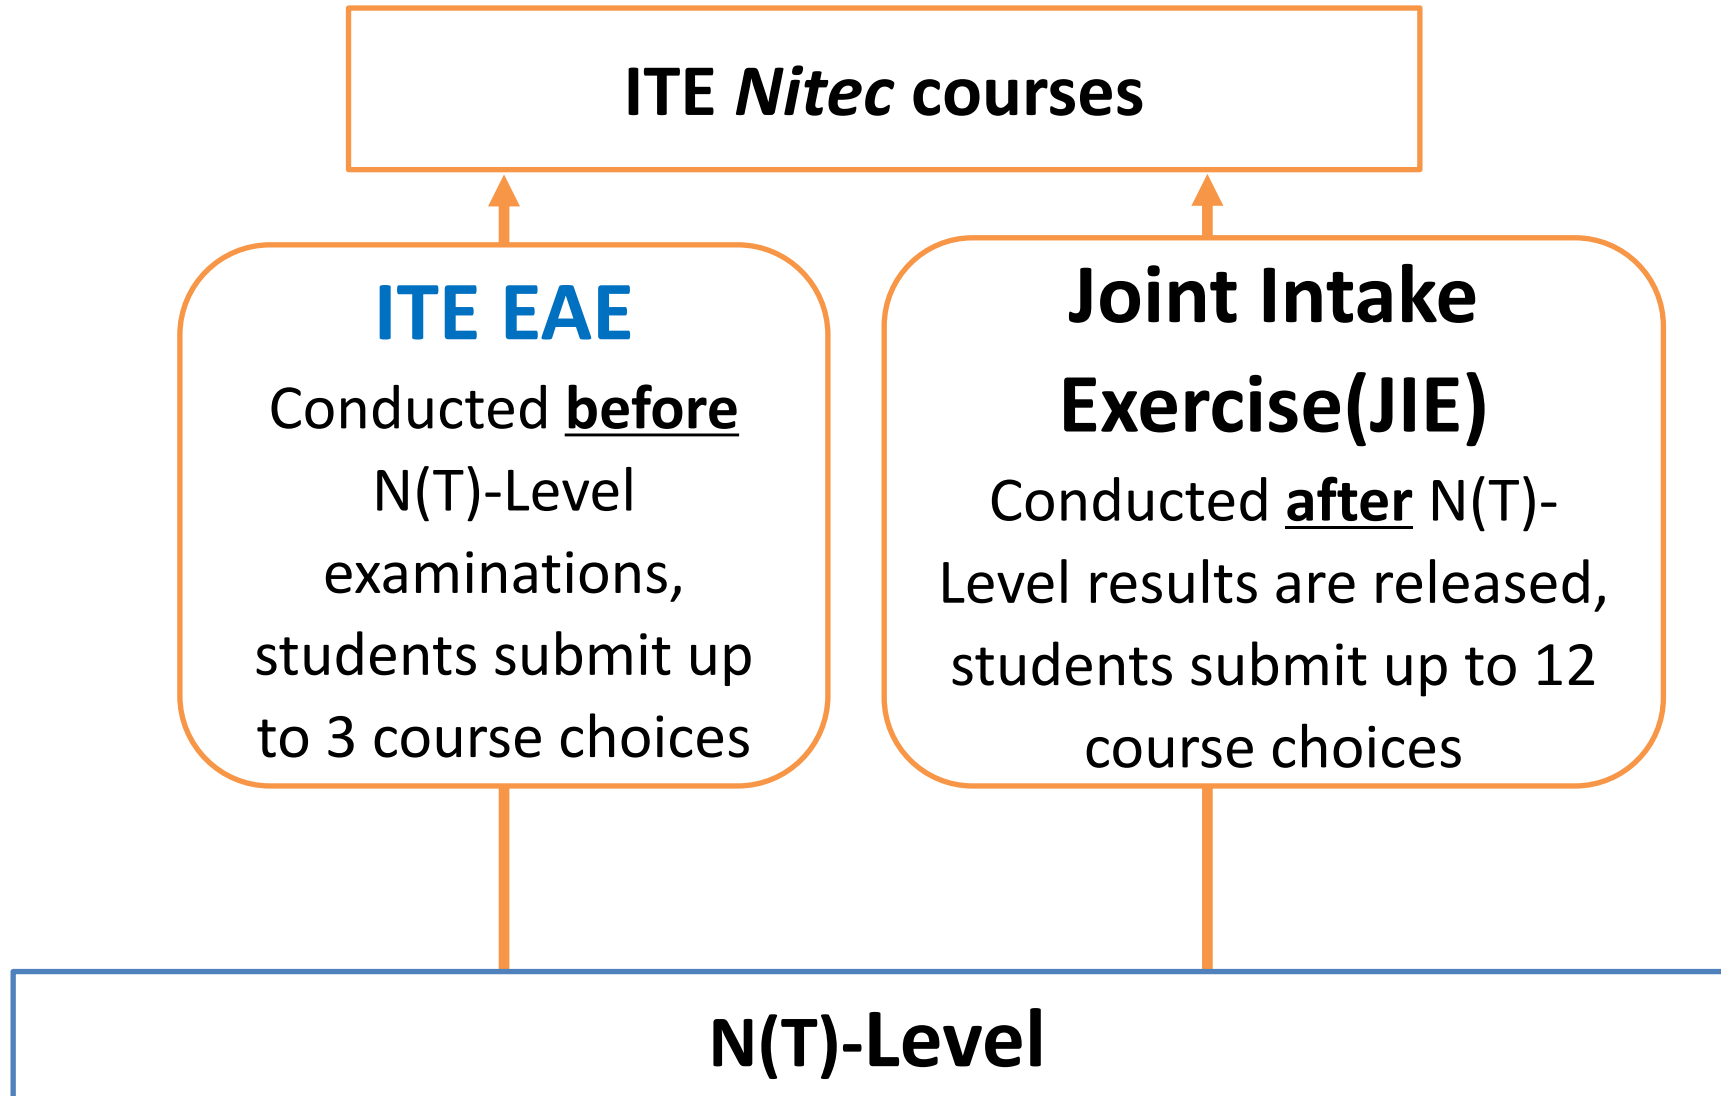 ITE Nitec courses
ITE EAE
Conducted before
N(T)-Level
examinations,
students submit up
to 3 course choices
Joint Intake
Exercise(JIE)
Conducted after N(T)-
Level results are released,
students submit up to 12
course choices
N(T)-Level